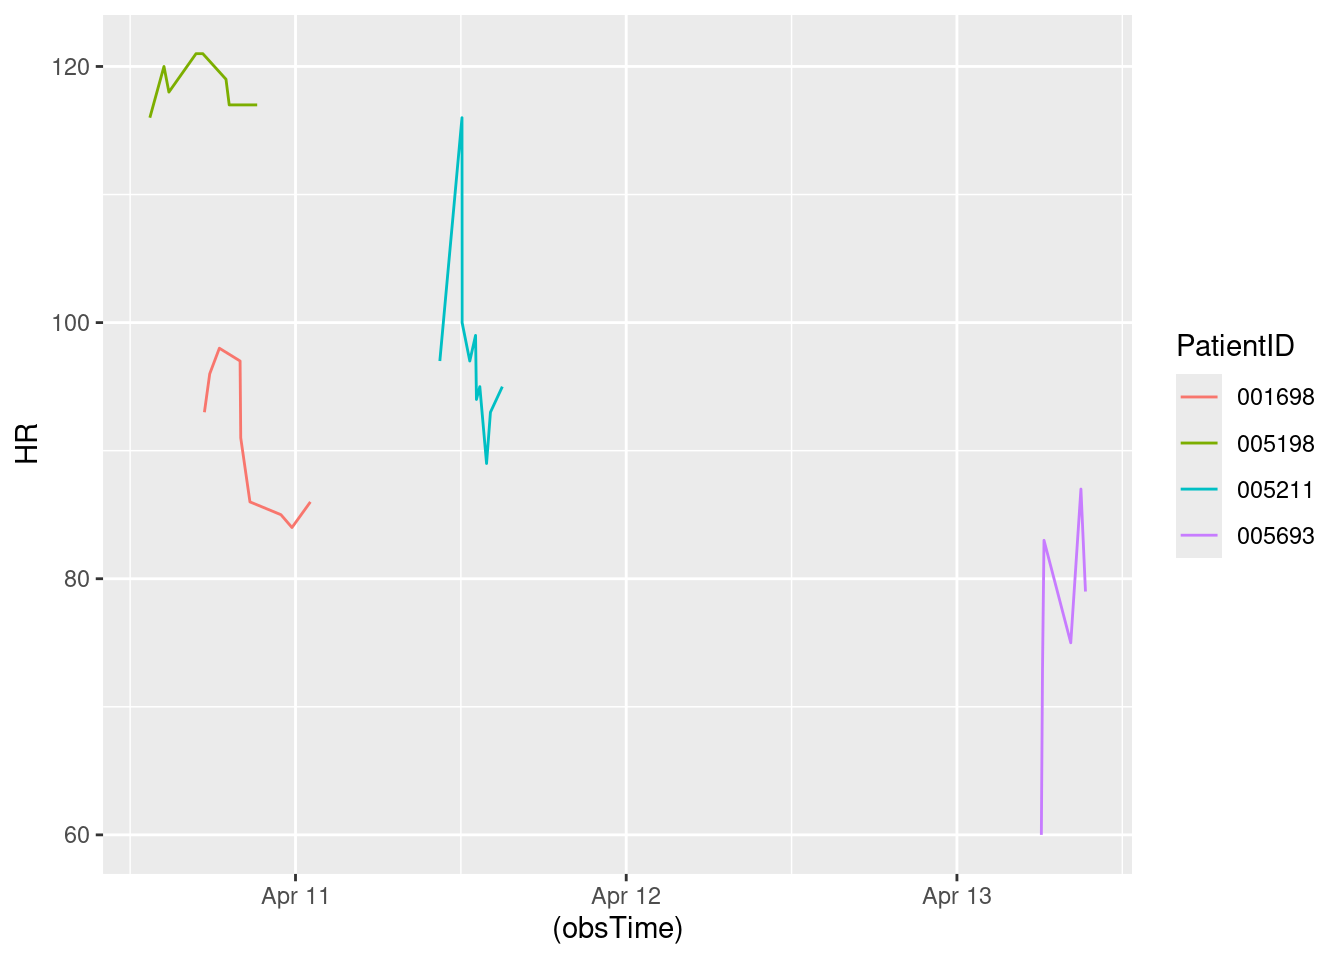 120
100
80
60
HR
Apr 11
Apr 12
Apr 13
(obsTime)
PatientID
001698
005198
005211
005693